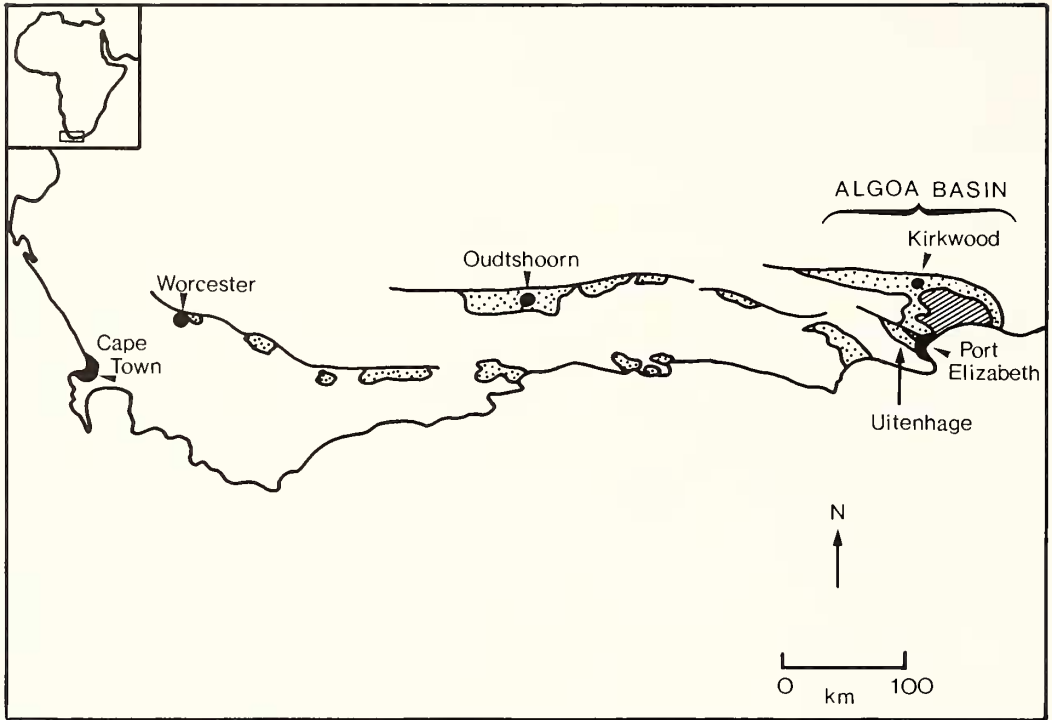 ALGOA BASIN
Kirkwood
Oudtshoorn
Worcester
Cape
Town
Port
Elizabeth
Uitenhage
N
0 100
km